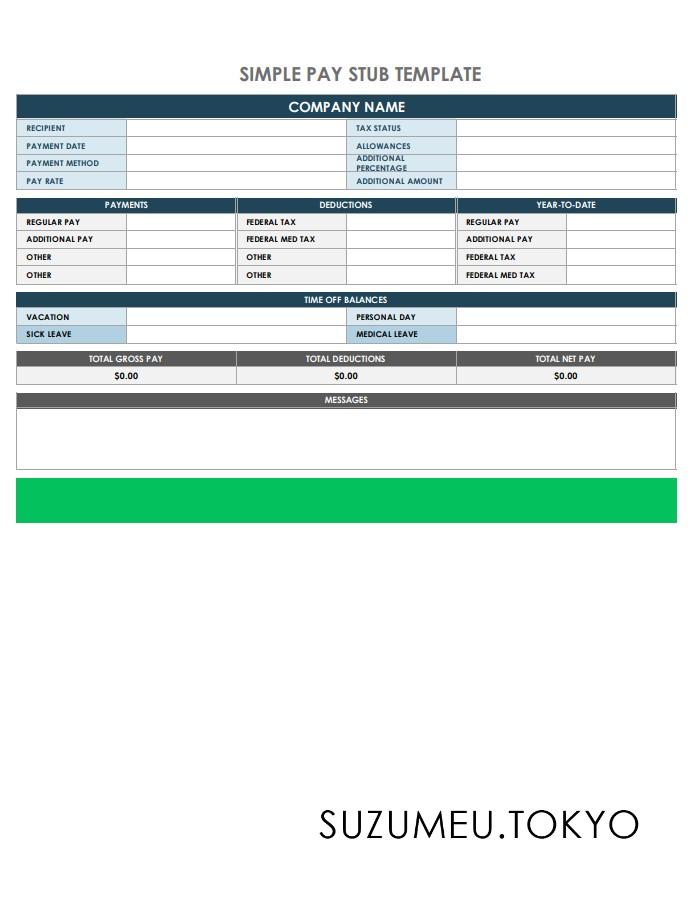 SIMPLE PAY STUB TEMPLATE
COMPANY NAME
RECIPIENT TAX STATUS
PAYMENT DATE ALLOWANCES
PAYMENT METHOD ADDITIONAL PERCENTAGE
PAY RATE ADDITIONAL AMOUNT
PAYMENTS DEDUCTIONS YEAR-TO-DATE
REGULAR PAY FEDERAL TAX REGULAR PAY
ADDITIONAL PAY FEDERAL MED TAX ADDITIONAL PAY
OTHER OTHER FEDERAL TAX
OTHER OTHER FEDERAL MED TAX
TIME OFF BALANCES
VACATION PERSONAL DAY
SICK LEAVE MEDICAL LEAVE
TOTAL GROSS PAY TOTAL DEDUCTIONS TOTAL NET PAY
$0.00 $0.00 $0.00
MESSAGES
SUZUMEU.TOKYO